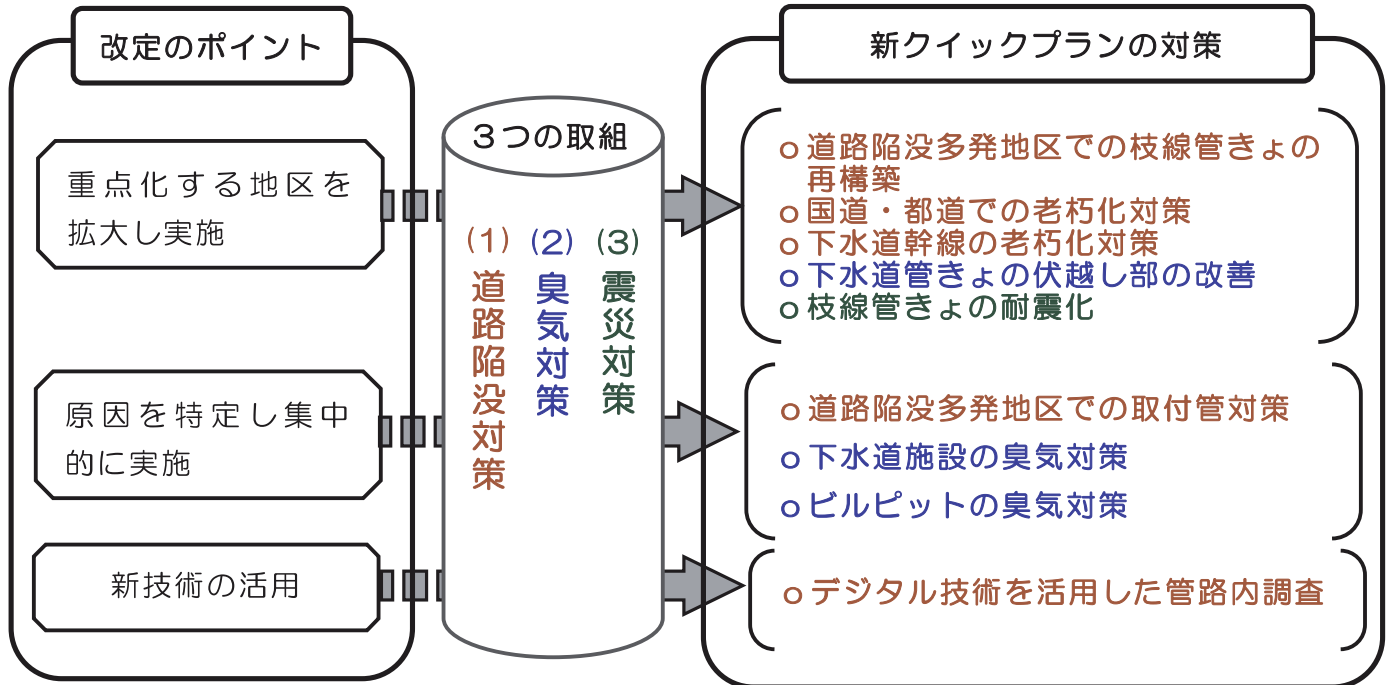 改定のポイント
重点化する地区を
拡大し実施
原因を特定し集中
的に実施
新技術の活用
3つの取組
(1)
道路陥没対策
(2)
臭気対策
(3)
震災対策
新クイックプランの対策
o 道路陥没多発地区での枝線管きょの
再構築
o 国道・都道での老朽化対策
o 下水道幹線の老朽化対策
o 下水道管きょの伏越し部の改善
o 枝線管きょの耐震化
o 道路陥没多発地区での取付管対策
o 下水道施設の臭気対策
o ビルピットの臭気対策
o デジタル技術を活用した管路内調査